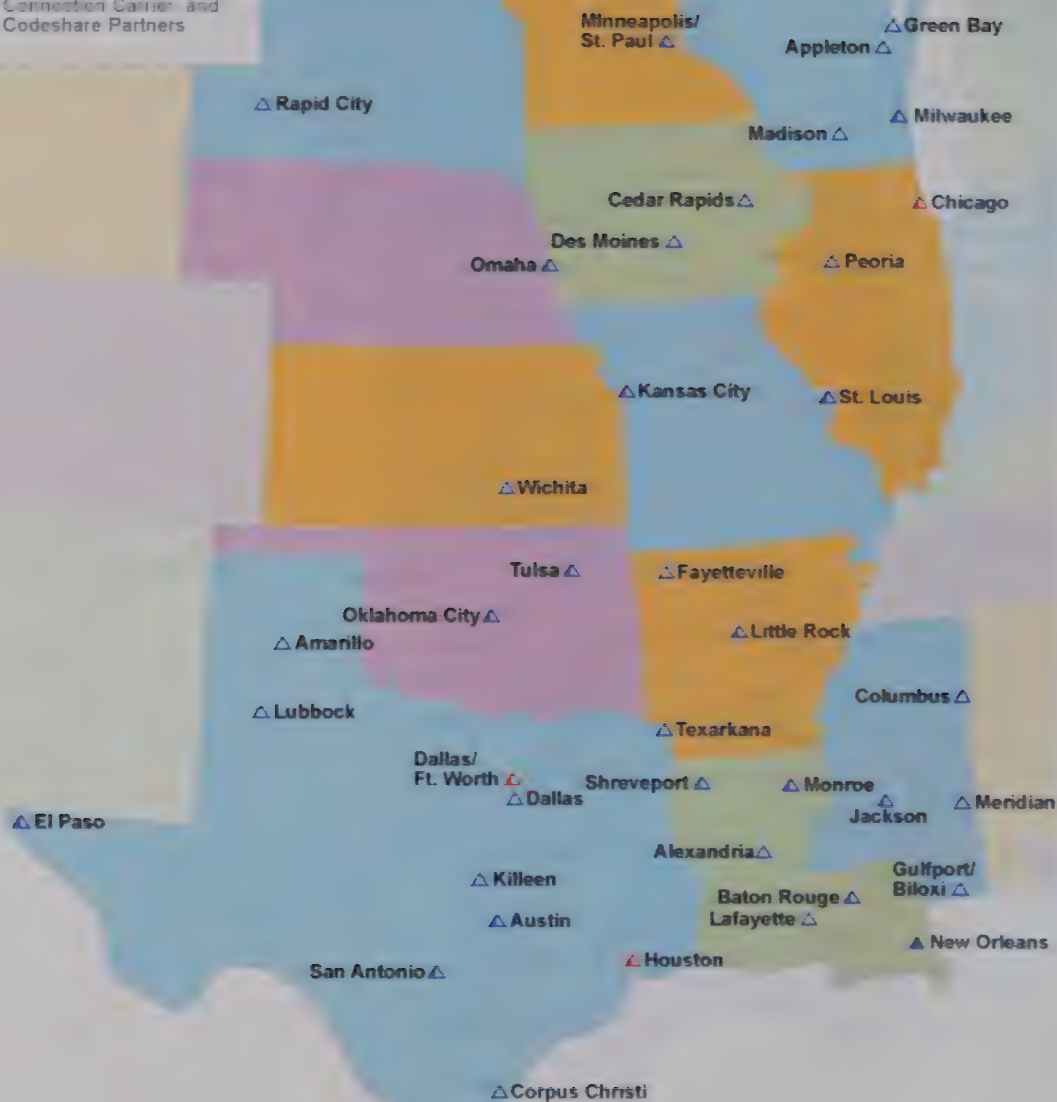 Connection Carrier and
Codeshare Partners
Minneapolis/
St. Paul
Green Bay
Appleton
Rapid City
Milwaukee
Madison
Cedar Rapids
Chicago
Des Moines
Omaha
Peoria
Kansas City
St. Louis
Wichita
Tulsa
Fayetteville
Oklahoma City
Little Rock
Amarillo
Columbus
Lubbock
Texarkana
Dallas/
Ft. Worth
Shreveport
Monroe
Dallas
Meridian
Jackson
El Paso
Alexandria
Gulfport/
Biloxi
Killeen
Baton Rouge
Lafayette
Austin
New Orleans
Houston
San Antonio
Corpus Christi